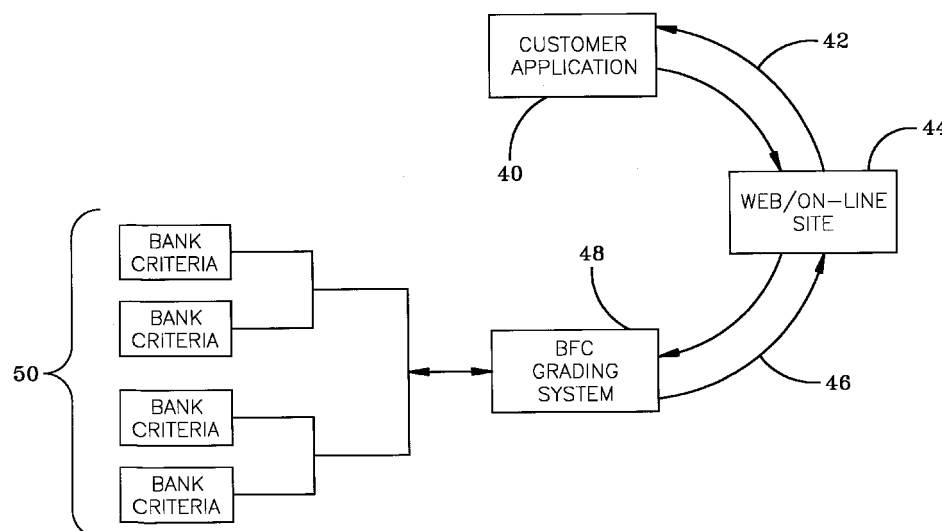 CUSTOMER
APPLICATION
42
40
44
WEB/ON-LINE
SITE
BANK
CRITERIA
BANK
CRITERIA
50
BANK
CRITERIA
BANK
CRITERIA
48
BFC
GRADING
SYSTEM
46